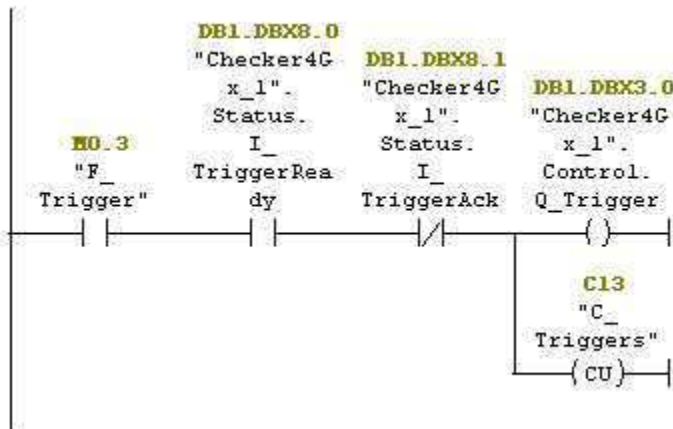 DB1.DBX8.0
"Checker4G
x_1".
Status.
I_
TriggerRea
dy
DB1.DBX8.1
"Checker4G
x_1".
Status.
I_
TriggerAck
DB1.DBX3.0
"Checker4G
x_1".
Control.
Q_Trigger
M0.3
"F_
Trigger"
C13
"C_
Triggers"
CU